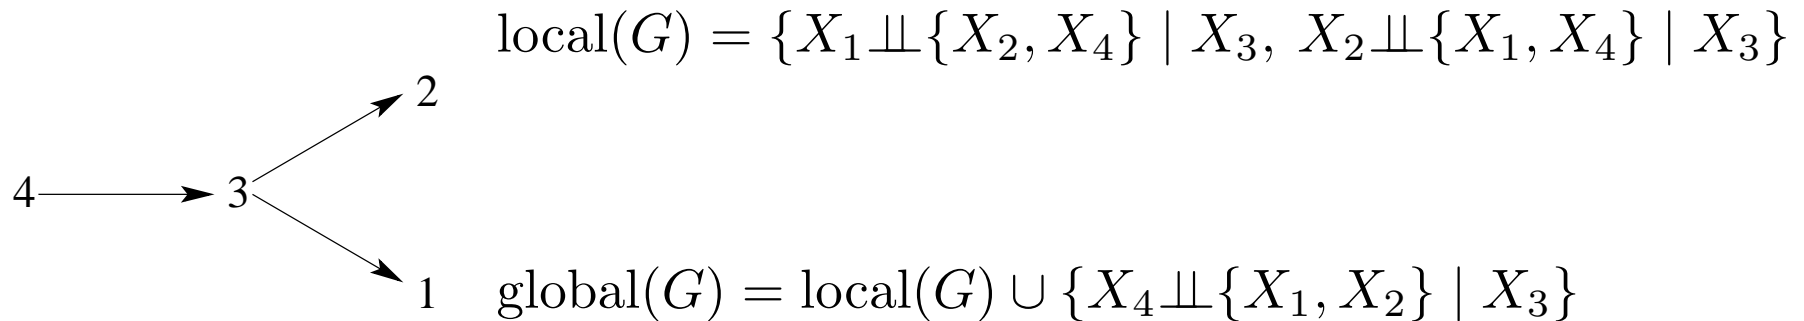 local(G) = {X₁⫫{X₂, X₄} | X₃, X₂⫫{X₁, X₄} | X₃}
2
4 3
1 global(G) = local(G) ∪ {X₄⫫{X₁, X₂} | X₃}